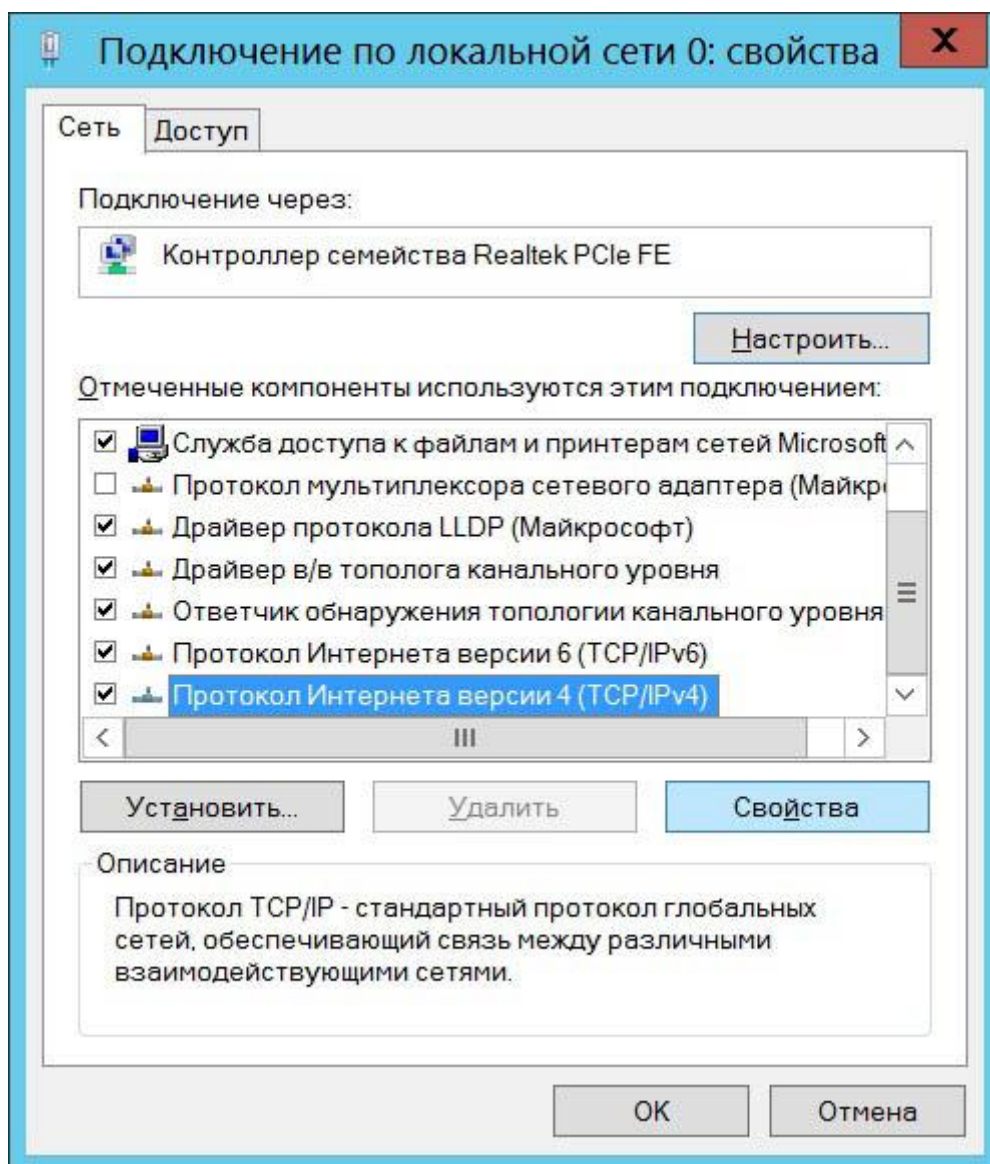 Подключение по локальной сети 0: свойства
Сеть
Доступ
Подключение через:
Контроллер семейства Realtek PCIe FE
Настроить...
Отмеченные компоненты используются этим подключением:
Служба доступа к файлам и принтерам сетей Microsoft
Протокол мультиплексора сетевого адаптера (Майкро
Драйвер протокола LLDP (Майкрософт)
Драйвер в/в тополога канального уровня
Ответчик обнаружения топологии канального уровня
Протокол Интернета версии 6 (TCP/IPv6)
Протокол Интернета версии 4 (TCP/IPv4)
Установить...
Удалить
Свойства
Описание
Протокол TCP/IP - стандартный протокол глобальных
сетей, обеспечивающий связь между различными
взаимодействующими сетями.
OK
Отмена